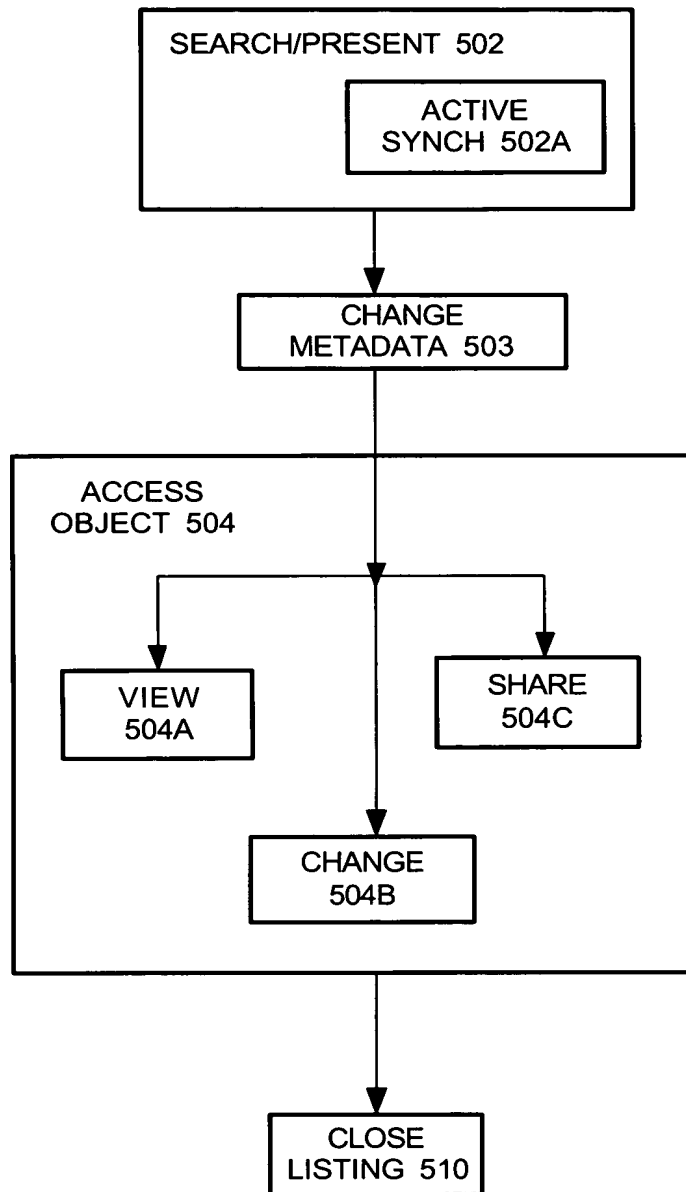 SEARCH/PRESENT 502
ACTIVE
SYNCH 502A
CHANGE
METADATA 503
ACCESS
OBJECT 504
VIEW
504A
SHARE
504C
CHANGE
504B
CLOSE
LISTING 510